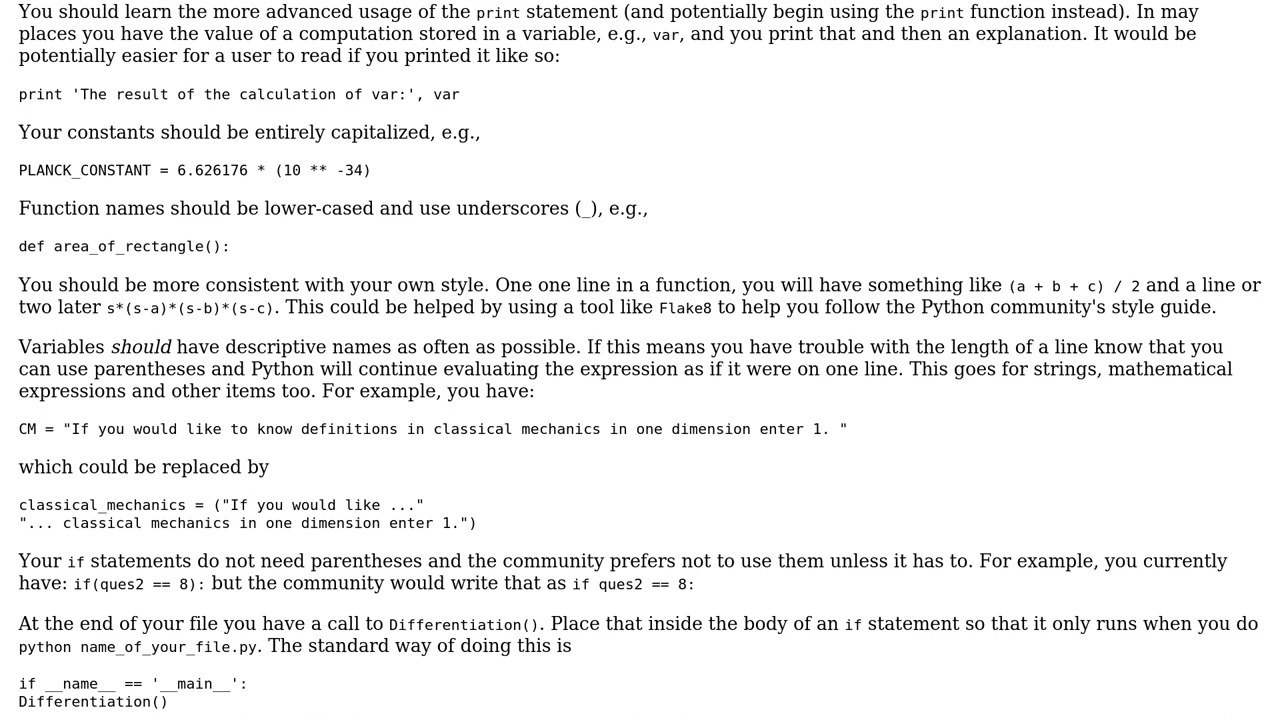 You should learn the more advanced usage of the print statement (and potentially begin using the print function instead). In may
places you have the value of a computation stored in a variable, e.g., var, and you print that and then an explanation. It would be
potentially easier for a user to read if you printed it like so:
print 'The result of the calculation of var:', var
Your constants should be entirely capitalized, e.g.,
PLANCK_CONSTANT = 6.626176 * (10 ** -34)
Function names should be lower-cased and use underscores (_), e.g.,
def area_of_rectangle():
You should be more consistent with your own style. One one line in a function, you will have something like (a + b + c) / 2 and a line or
two later s*(s-a)*(s-b)*(s-c). This could be helped by using a tool like Flake8 to help you follow the Python community's style guide.
Variables should have descriptive names as often as possible. If this means you have trouble with the length of a line know that you
can use parentheses and Python will continue evaluating the expression as if it were on one line. This goes for strings, mathematical
expressions and other items too. For example, you have:
CM = "If you would like to know definitions in classical mechanics in one dimension enter 1. "
which could be replaced by
classical_mechanics = ("If you would like ..."
"... classical mechanics in one dimension enter 1.")
Your if statements do not need parentheses and the community prefers not to use them unless it has to. For example, you currently
have: if(ques2 == 8): but the community would write that as if ques2 == 8:
At the end of your file you have a call to Differentiation(). Place that inside the body of an if statement so that it only runs when you do
python name_of_your_file.py. The standard way of doing this is
if __name__ == '__main__':
Differentiation()